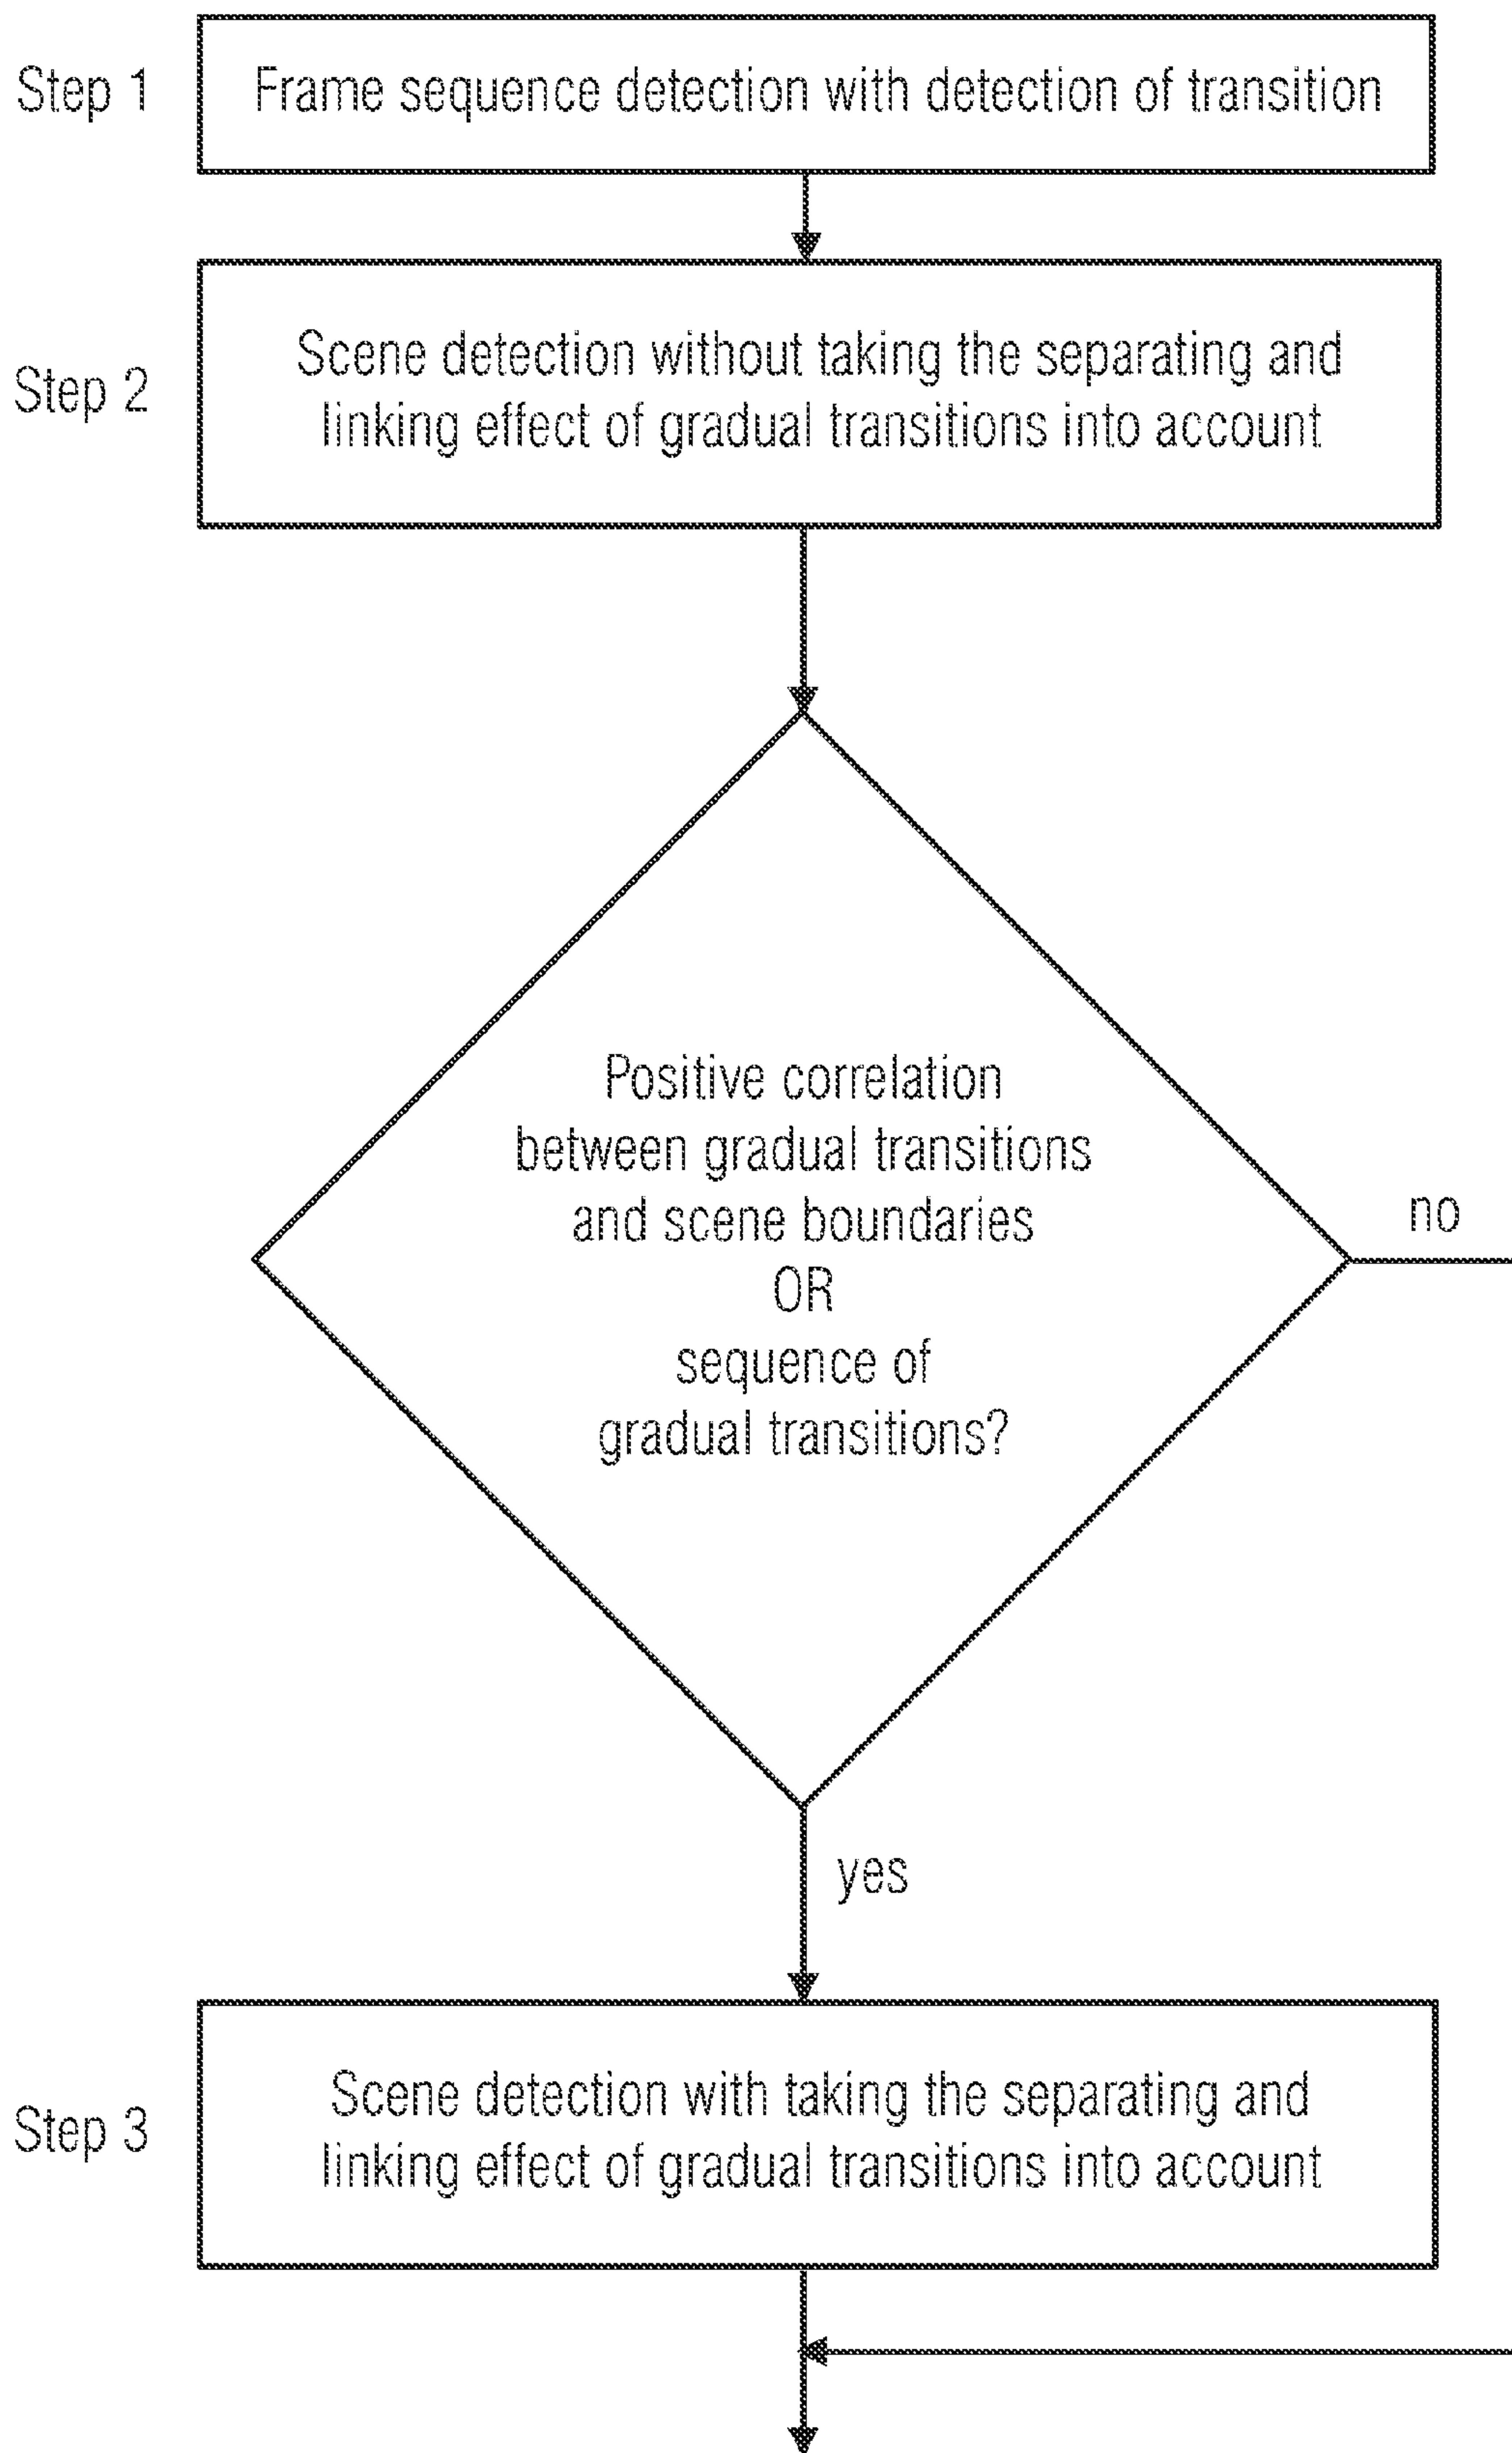 Step 1
Frame sequence detection with detection of transition
Step 2
Scene detection without taking the separating and
linking effect of gradual transitions into account
Positive correlation
between gradual transitions
and scene boundaries
OR
sequence of
gradual transitions?
no
yes
Step 3
Scene detection with taking the separating and
linking effect of gradual transitions into account